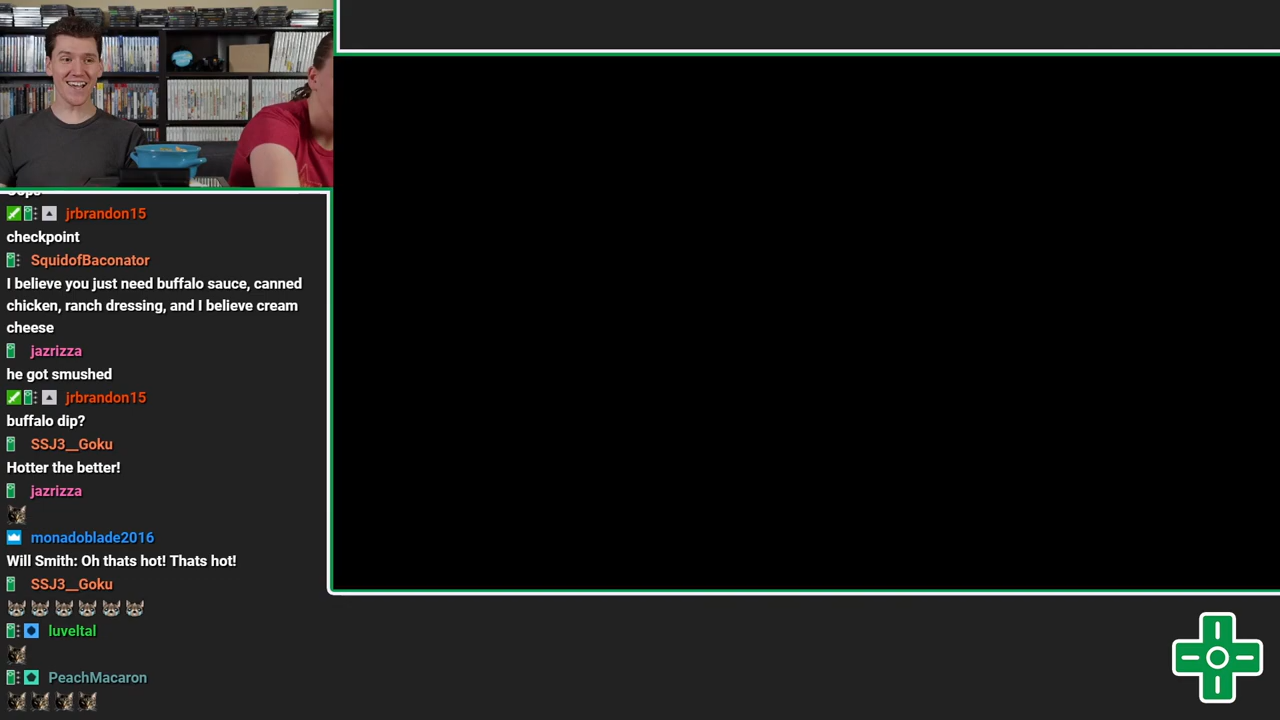 jrbrandon15
checkpoint
SquidofBaconator
I believe you just need buffalo sauce, canned
chicken, ranch dressing, and I believe cream
cheese
jazrizza
he got smushed
jrbrandon15
buffalo dip?
SSJ3__Goku
Hotter the better!
jazrizza
monadoblade2016
Will Smith: Oh thats hot! Thats hot!
SSJ3__Goku
luveltal
PeachMacaron